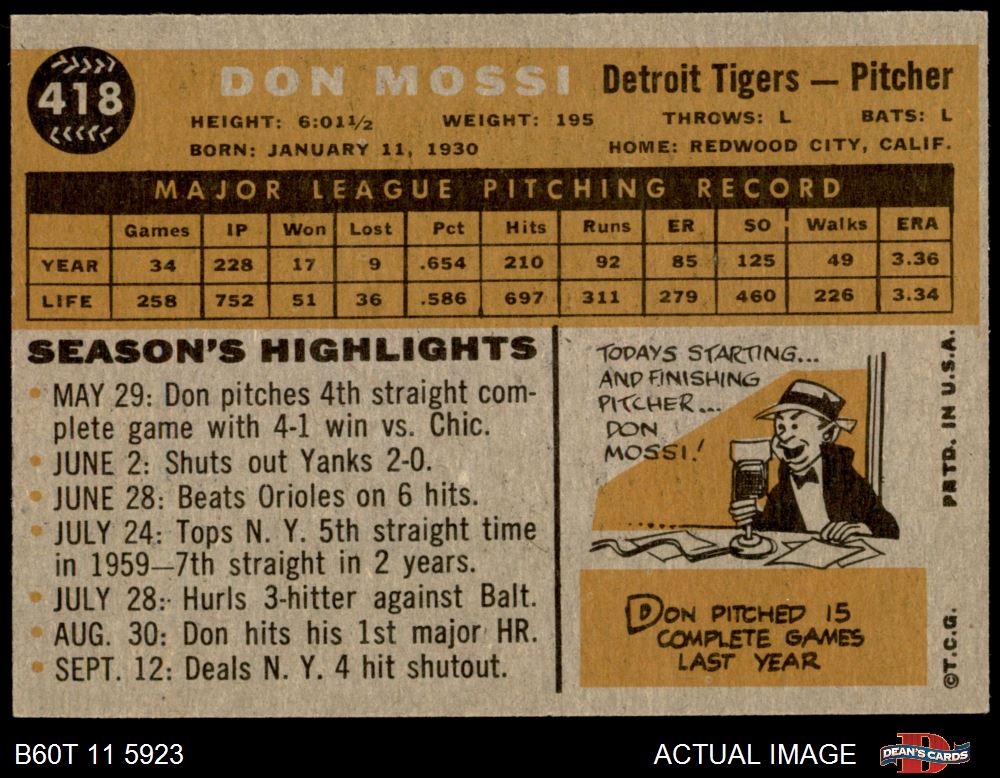 418
DON MOSSI Detroit Tigers — Pitcher
HEIGHT: 6:01½ WEIGHT: 195 THROWS: L BATS: L
BORN: JANUARY 11, 1930 HOME: REDWOOD CITY, CALIF.
MAJOR LEAGUE PITCHING RECORD
Games IP Won Lost Pct Hits Runs ER SO Walks ERA
YEAR 34 228 17 9 .654 210 92 85 125 49 3.36
LIFE 258 752 51 36 .586 697 311 279 460 226 3.34
SEASON'S HIGHLIGHTS
• MAY 29: Don pitches 4th straight com-
plete game with 4-1 win vs. Chic.
• JUNE 2: Shuts out Yanks 2-0.
• JUNE 28: Beats Orioles on 6 hits.
• JULY 24: Tops N. Y. 5th straight time
in 1959—7th straight in 2 years.
• JULY 28: Hurls 3-hitter against Balt.
• AUG. 30: Don hits his 1st major HR.
• SEPT. 12: Deals N. Y. 4 hit shutout.
TODAYS STARTING...
AND FINISHING
PITCHER...
DON
MOSSI!
DON PITCHED 15
COMPLETE GAMES
LAST YEAR
©T.C.G. PRTD. IN U.S.A.
B60T 11 5923 ACTUAL IMAGE DEAN'S CARDS